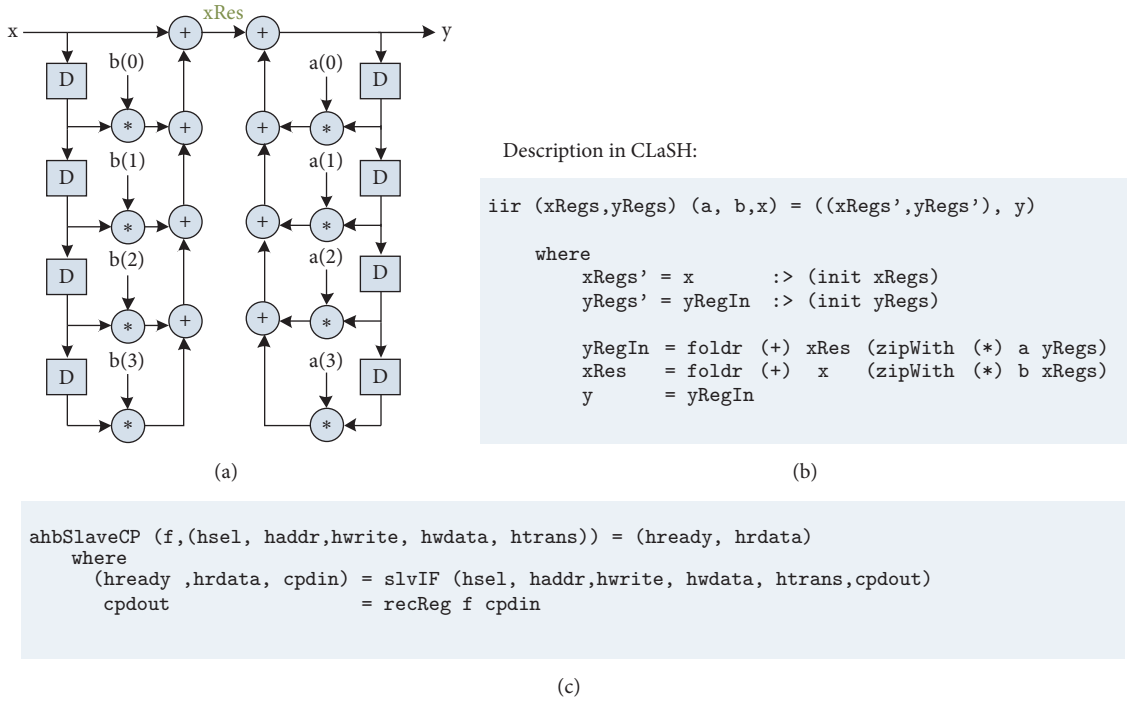 xRes
x + + y
b(0) a(0)
D D
* + + *
b(1) a(1)
D D
* + + *
b(2) a(2)
D D
* + + *
b(3) a(3)
D D
* *
(a)
Description in CLaSH:
iir (xRegs,yRegs) (a, b,x) = ((xRegs’,yRegs’), y)
where
xRegs’ = x :> (init xRegs)
yRegs’ = yRegIn :> (init yRegs)
yRegIn = foldr (+) xRes (zipWith (*) a yRegs)
xRes = foldr (+) x (zipWith (*) b xRegs)
y = yRegIn
(b)
ahbSlaveCP (f,(hsel, haddr,hwrite, hwdata, htrans)) = (hready, hrdata)
where
(hready ,hrdata, cpdin) = slvIF (hsel, haddr,hwrite, hwdata, htrans,cpdout)
cpdout = recReg f cpdin
(c)